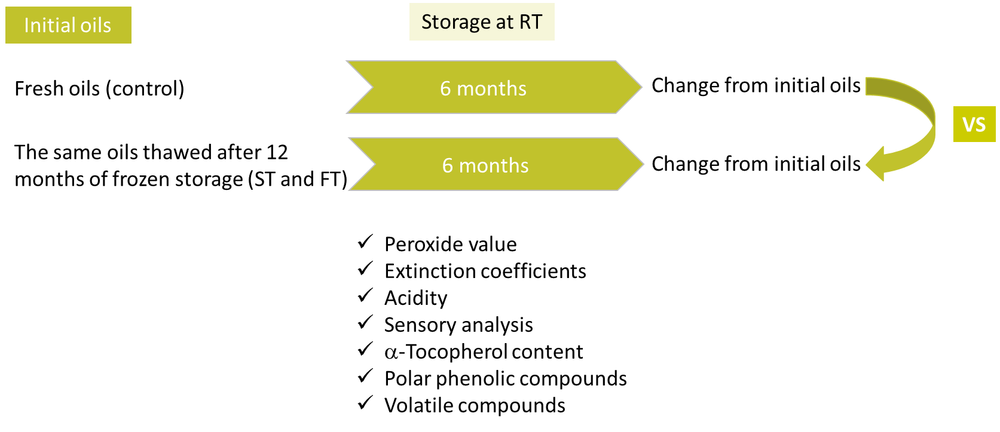 Initial oils
Storage at RT
Fresh oils (control)
6 months
Change from initial oils
VS
The same oils thawed after 12
months of frozen storage (ST and FT)
6 months
Change from initial oils
✓ Peroxide value
✓ Extinction coefficients
✓ Acidity
✓ Sensory analysis
✓ α-Tocopherol content
✓ Polar phenolic compounds
✓ Volatile compounds